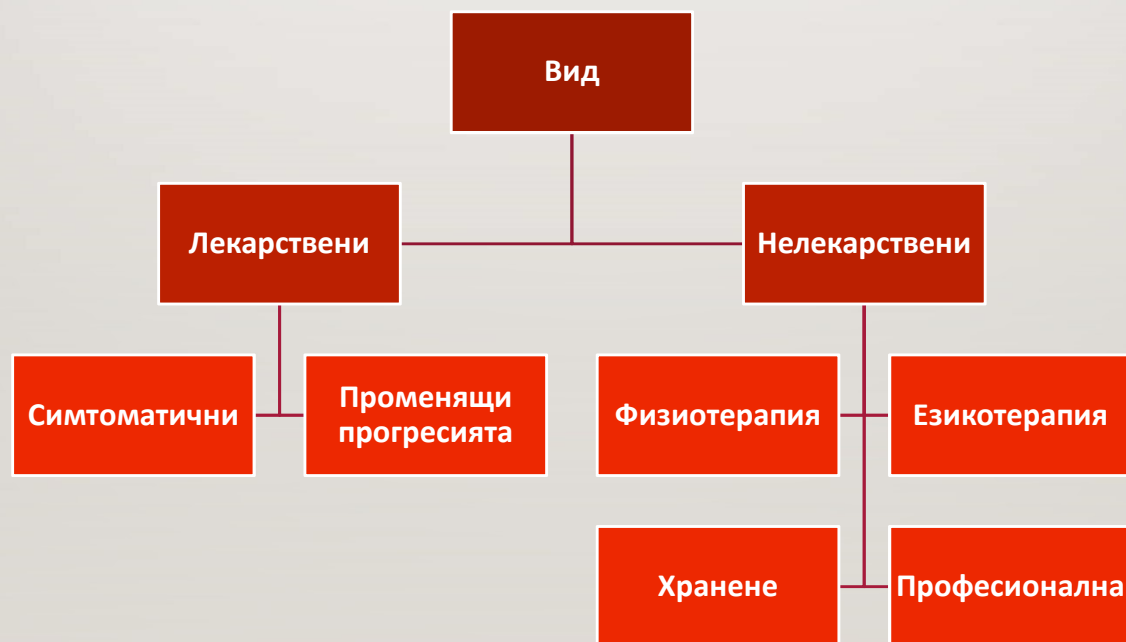 Вид
Лекарствени
Нелекарствени
Симтоматични
Променящи
прогресията
Физиотерапия
Езикотерапия
Хранене
Професионална